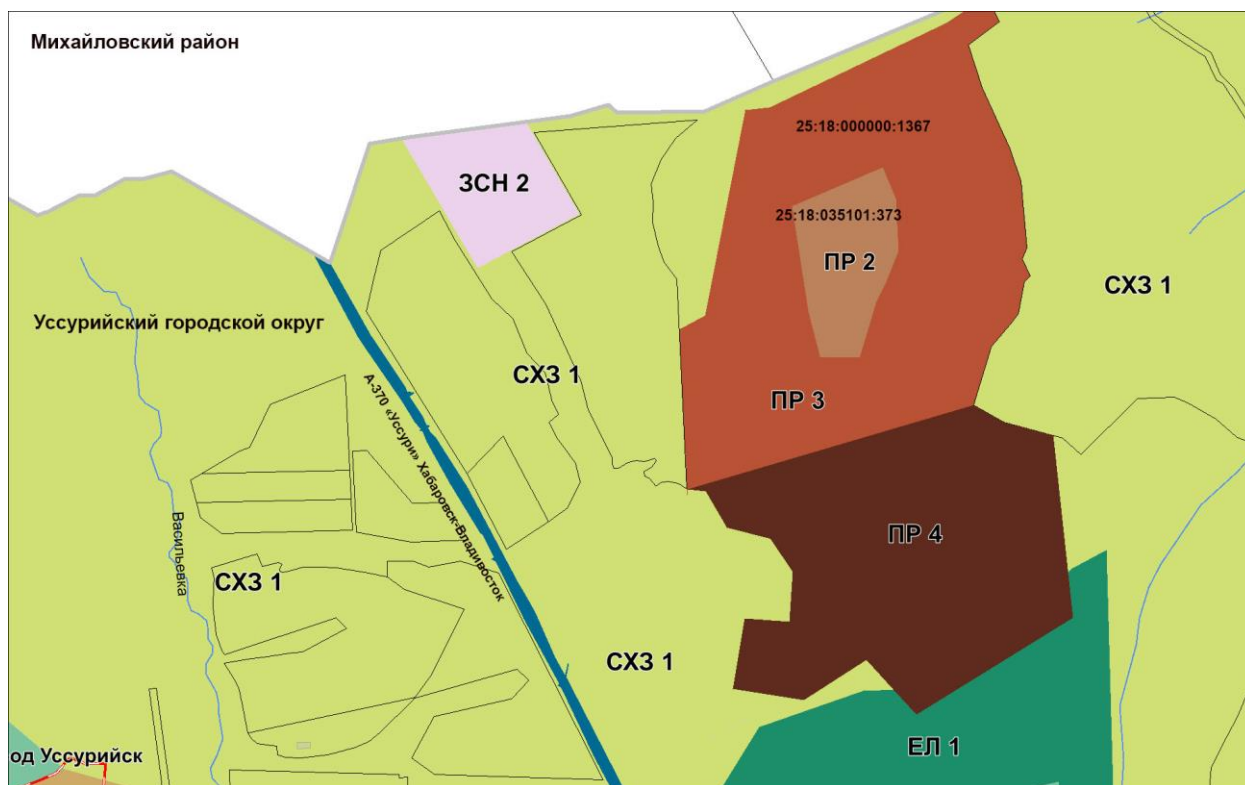 Михайловский район
25:18:000000:1367
ЗСН 2
25:18:035101:373
ПР 2
СХЗ 1
Уссурийский городской округ
СХЗ 1
А-370 «Уссури» Хабаровск-Владивосток
ПР 3
Васильевка
ПР 4
СХЗ 1
СХЗ 1
ЕЛ 1
од Уссурийск